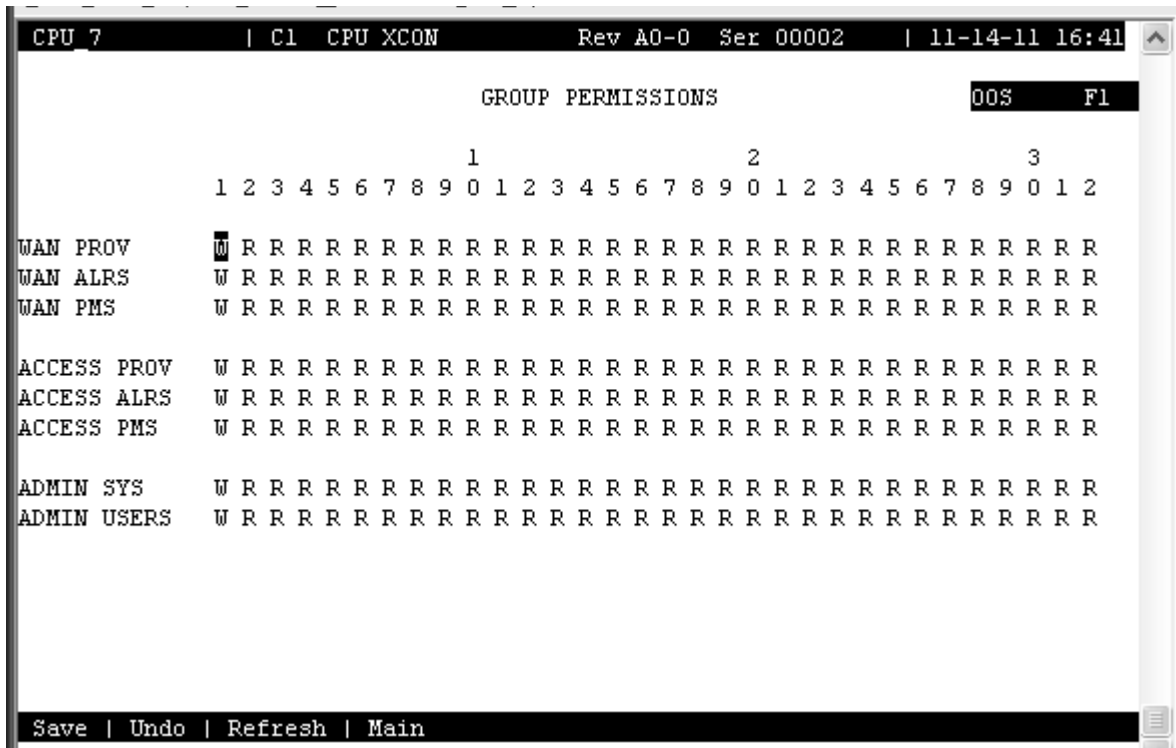 CPU_7 | C1 CPU XCON Rev A0-0 Ser 00002 | 11-14-11 16:41
GROUP PERMISSIONS OOS F1
1 2 3
1 2 3 4 5 6 7 8 9 0 1 2 3 4 5 6 7 8 9 0 1 2 3 4 5 6 7 8 9 0 1 2
WAN PROV W R R R R R R R R R R R R R R R R R R R R R R R R R R R R R R R
WAN ALRS W R R R R R R R R R R R R R R R R R R R R R R R R R R R R R R R
WAN PMS W R R R R R R R R R R R R R R R R R R R R R R R R R R R R R R R
ACCESS PROV W R R R R R R R R R R R R R R R R R R R R R R R R R R R R R R R
ACCESS ALRS W R R R R R R R R R R R R R R R R R R R R R R R R R R R R R R R
ACCESS PMS W R R R R R R R R R R R R R R R R R R R R R R R R R R R R R R R
ADMIN SYS W R R R R R R R R R R R R R R R R R R R R R R R R R R R R R R R
ADMIN USERS W R R R R R R R R R R R R R R R R R R R R R R R R R R R R R R R
Save | Undo | Refresh | Main